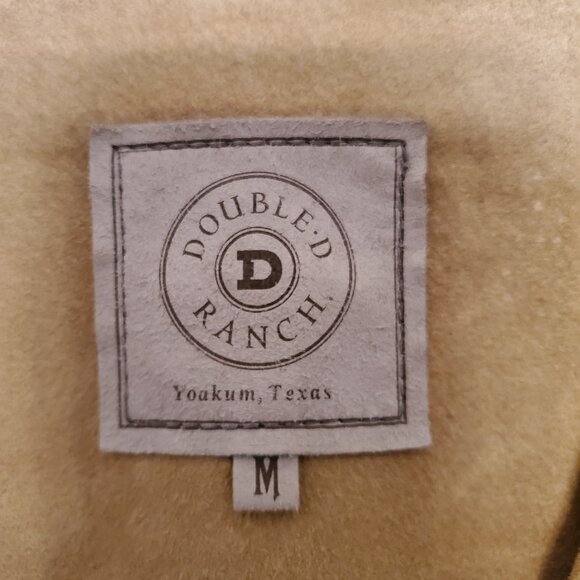 DOUBLE·D
D
RANCH
Yoakum, Texas
M